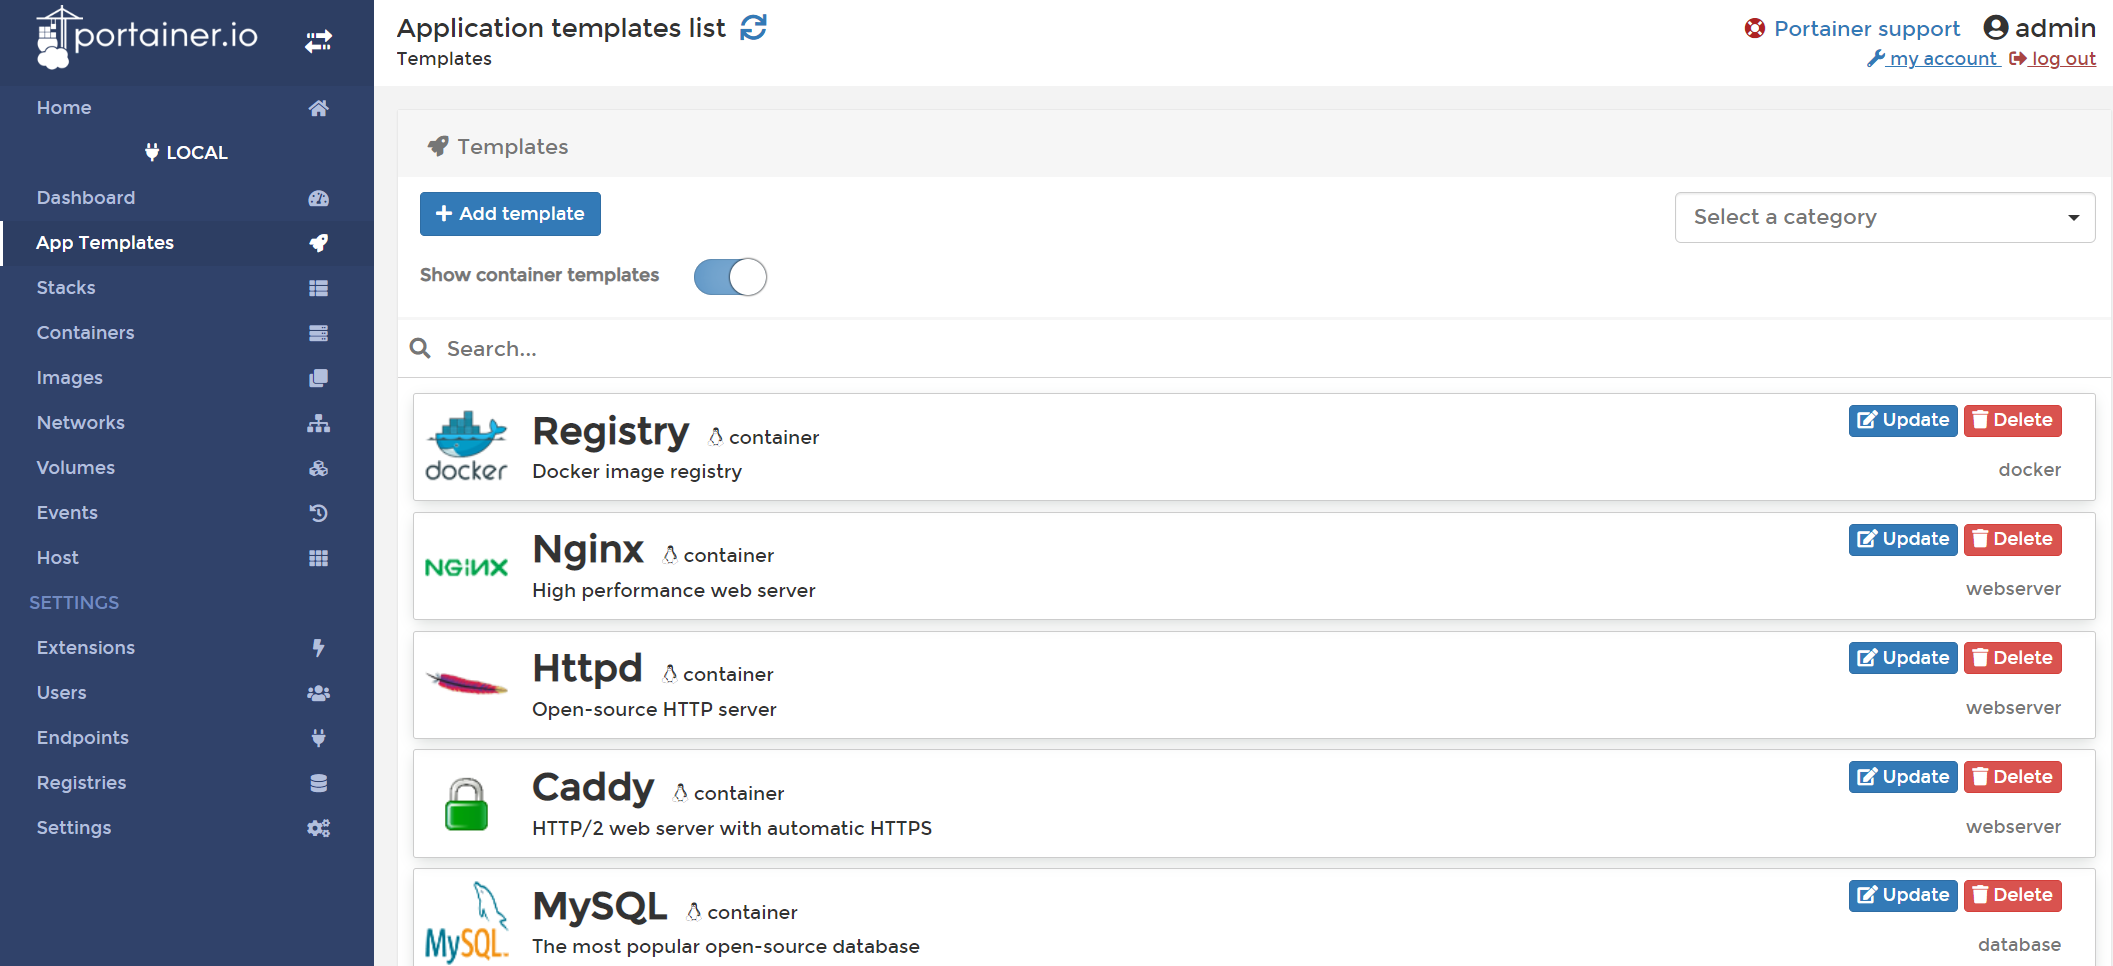 portainer.io
Home
LOCAL
Dashboard
App Templates
Stacks
Containers
Images
Networks
Volumes
Events
Host
SETTINGS
Extensions
Users
Endpoints
Registries
Settings
Application templates list
Templates
Portainer support admin
my account log out
Templates
Add template
Select a category
Show container templates
Search...
docker
Registry container
Docker image registry
Update Delete
docker
NGINX
Nginx container
High performance web server
Update Delete
webserver
Httpd container
Open-source HTTP server
Update Delete
webserver
Caddy container
HTTP/2 web server with automatic HTTPS
Update Delete
webserver
MySQL
MySQL container
The most popular open-source database
Update Delete
database